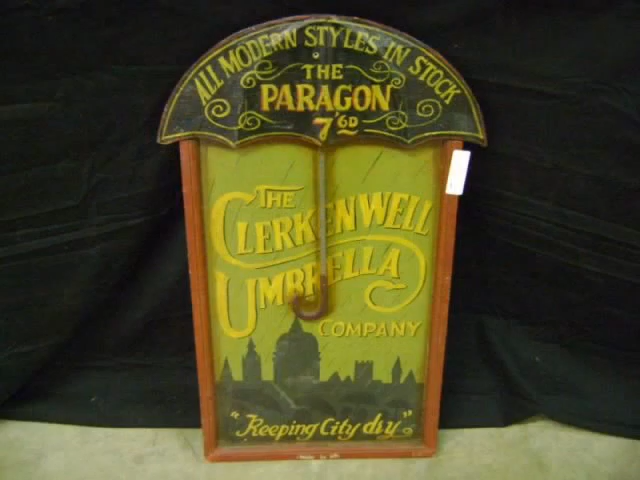 ALL MODERN STYLES IN STOCK
THE
PARAGON
7'6D
THE
CLERKENWELL
UMBRELLA
COMPANY
"Keeping City dry"